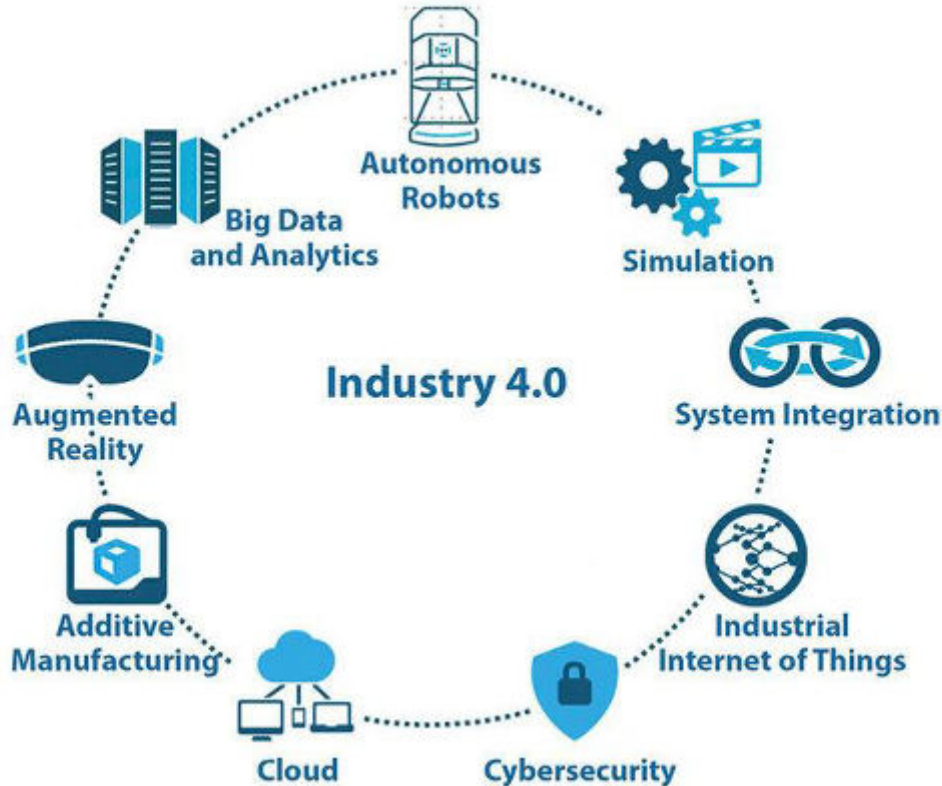 Autonomous
Robots
Big Data
and Analytics
Simulation
Industry 4.0
Augmented
Reality
System Integration
Additive
Manufacturing
Industrial
Internet of Things
Cloud
Cybersecurity